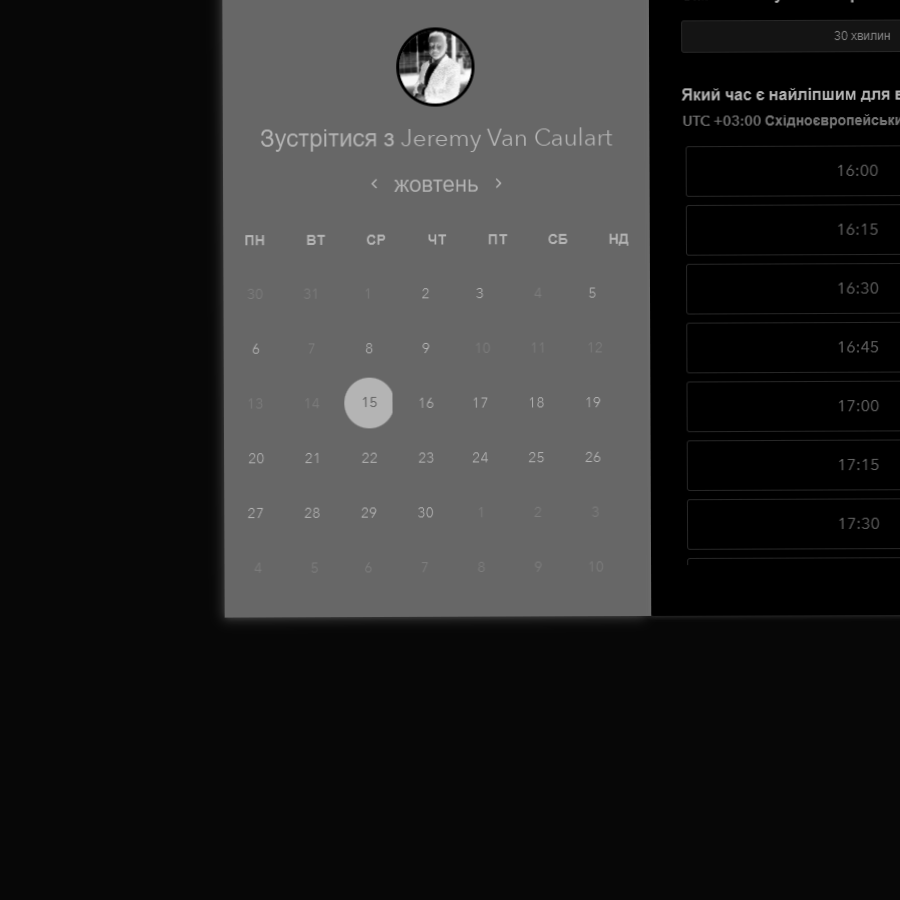 30 хвилин
Зустрітися з Jeremy Van Caulart
жовтень
ПН ВТ СР ЧТ ПТ СБ НД
30 31 1 2 3 4 5
6 7 8 9 10 11 12
13 14 15 16 17 18 19
20 21 22 23 24 25 26
27 28 29 30 1 2 3
4 5 6 7 8 9 10
Який час є найліпшим для
UTC +03:00
16:00
16:15
16:30
16:45
17:00
17:15
17:30